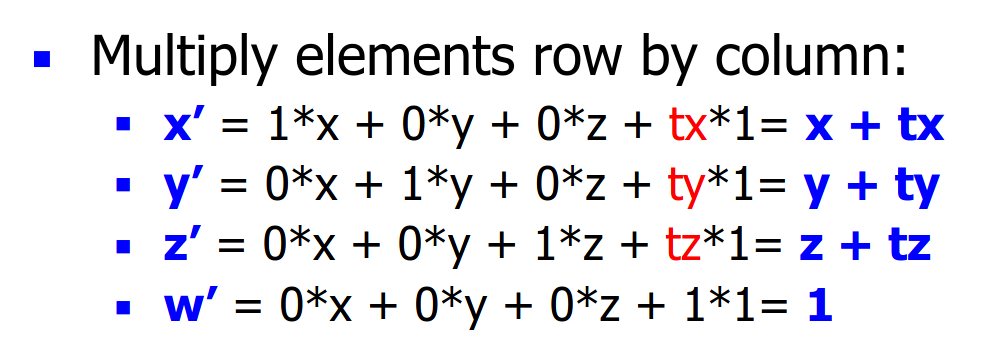 Multiply elements row by column:
x’ = 1*x + 0*y + 0*z + tx*1= x + tx
y’ = 0*x + 1*y + 0*z + ty*1= y + ty
z’ = 0*x + 0*y + 1*z + tz*1= z + tz
w’ = 0*x + 0*y + 0*z + 1*1= 1